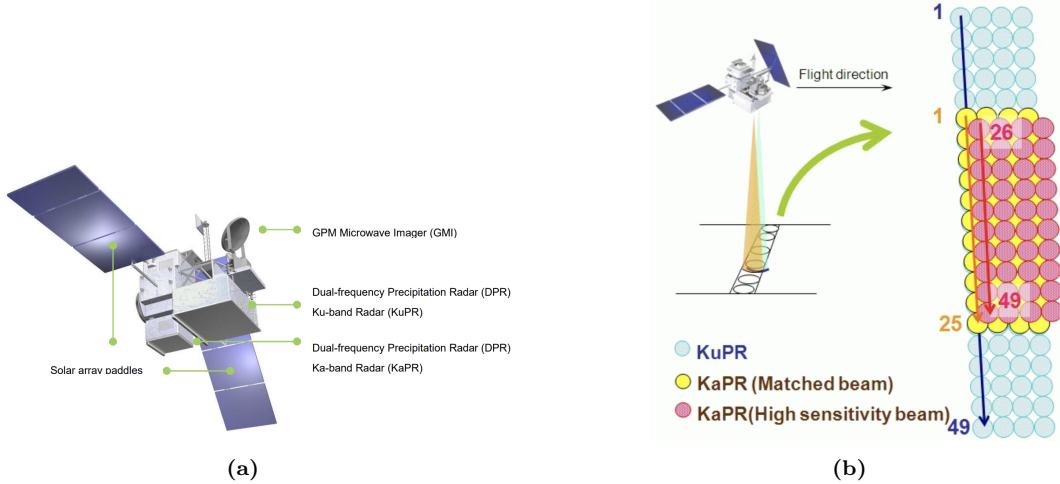 GPM Microwave Imager (GMI)
Dual-frequency Precipitation Radar (DPR)
Ku-band Radar (KuPR)
Dual-frequency Precipitation Radar (DPR)
Ka-band Radar (KaPR)
Solar array paddles
(a)
Flight direction
1
1
26
49
25
49
KuPR
KaPR (Matched beam)
KaPR(High sensitivity beam)
(b)